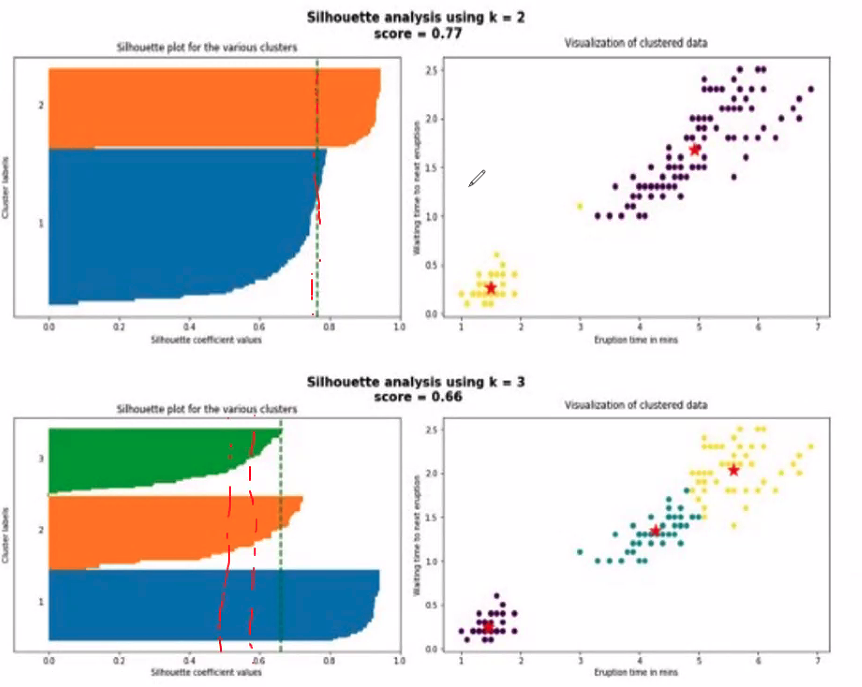 Silhouette analysis using k = 2
score = 0.77
Silhouette plot for the various clusters
Cluster labels
2
1
0.0 0.2 0.4 0.6 0.8 1.0
Silhouette coefficient values
Visualization of clustered data
Waiting time to next eruption
2.5
2.0
1.5
1.0
0.5
0.0
1 2 3 4 5 6 7
Eruption time in mins
Silhouette analysis using k = 3
score = 0.66
Silhouette plot for the various clusters
Cluster labels
3
2
1
0.0 0.2 0.4 0.6 0.8 1.0
Silhouette coefficient values
Visualization of clustered data
Waiting time to next eruption
2.5
2.0
1.5
1.0
0.5
0.0
1 2 3 4 5 6 7
Eruption time in mins